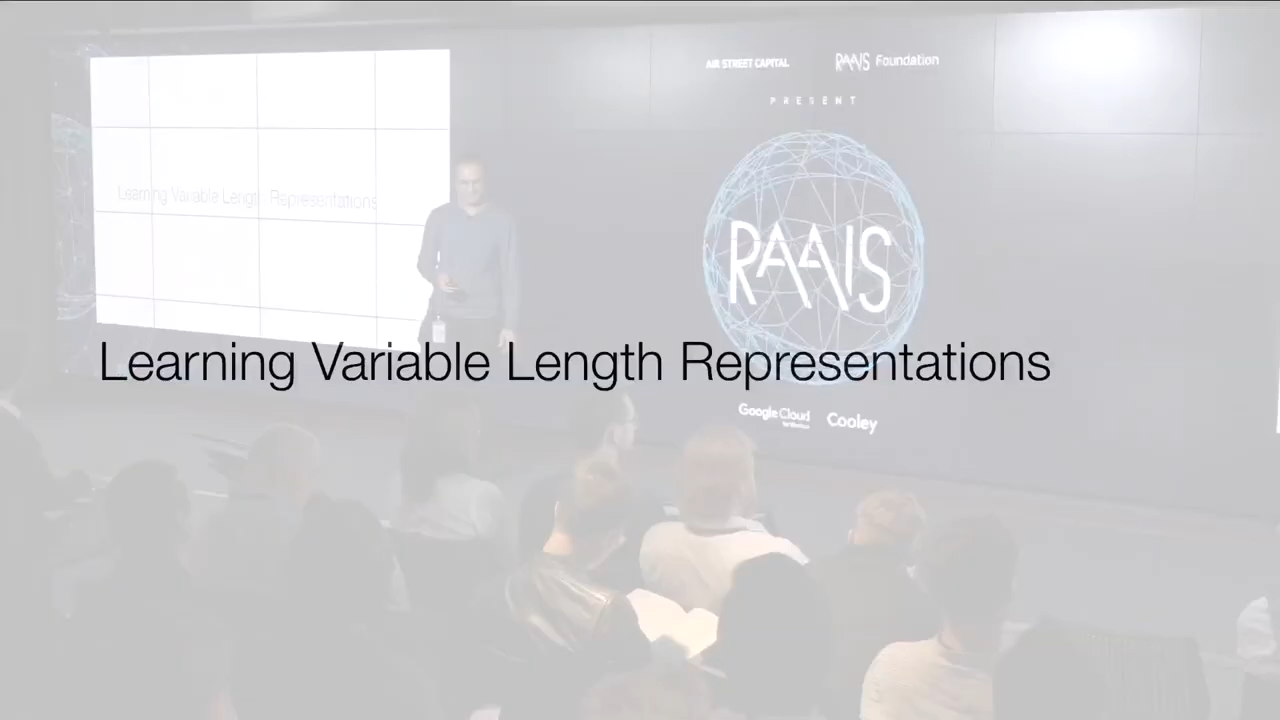 AIR STREET CAPITAL
RAAIS Foundation
PRESENT
Learning Variable Length Representations
RAAIS
Learning Variable Length Representations
Google Cloud
Cooley